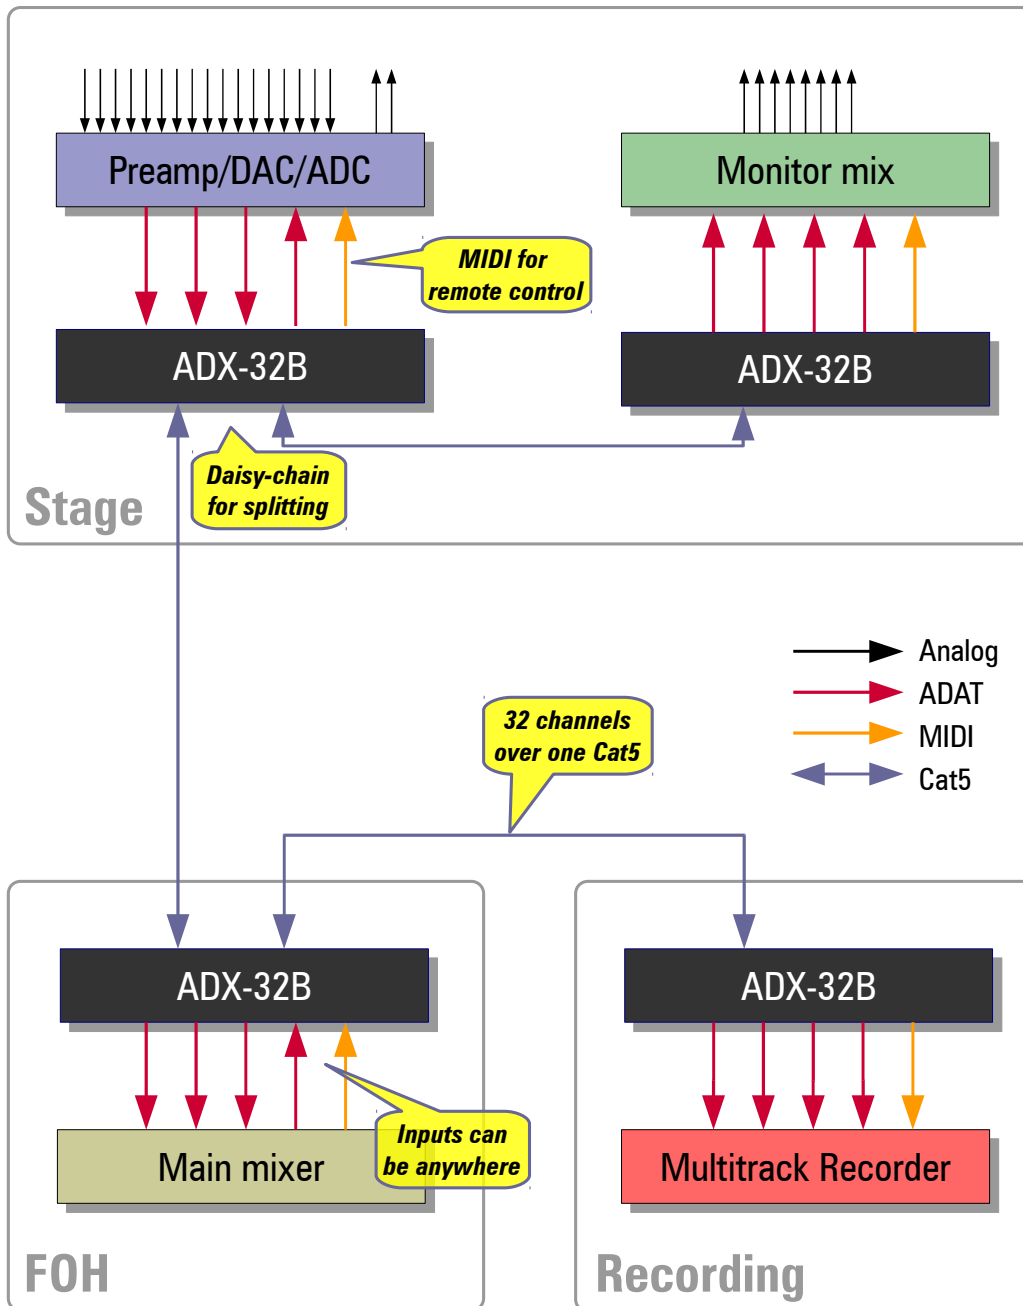 Preamp/DAC/ADC
Monitor mix
MIDI for
remote control
ADX-32B
ADX-32B
Daisy-chain
for splitting
Stage
Analog
ADAT
MIDI
Cat5
32 channels
over one Cat5
ADX-32B
ADX-32B
Inputs can
be anywhere
Main mixer
Multitrack Recorder
FOH
Recording